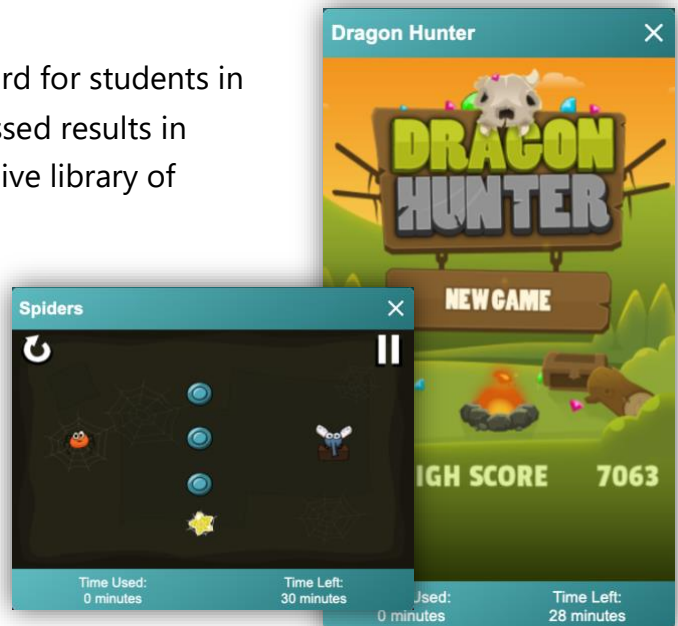 Dragon Hunter
rd for students in
ssed results in
ive library of
DRAGON
HUNTER
NEW GAME
Spiders
Time Used:
0 minutes
Time Left:
30 minutes
IGH SCORE 7063
Used:
0 minutes
Time Left:
28 minutes